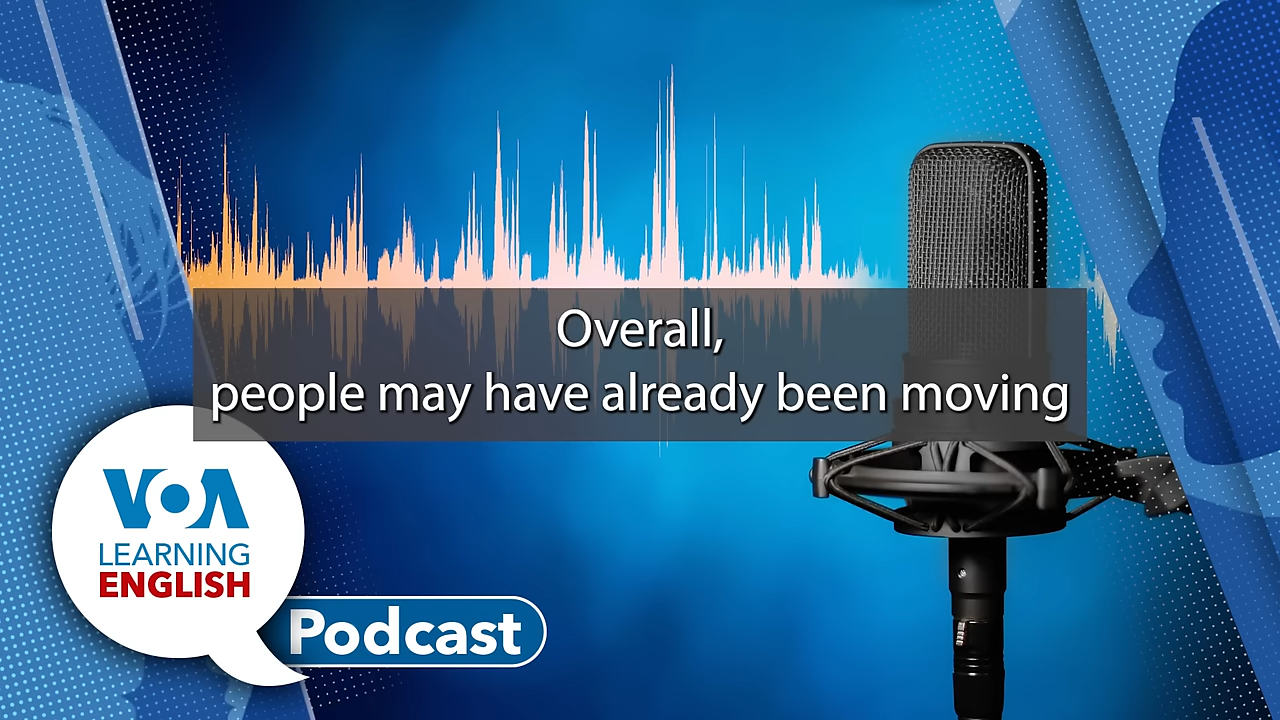 Overall,
people may have already been moving
VOA
LEARNING
ENGLISH
Podcast